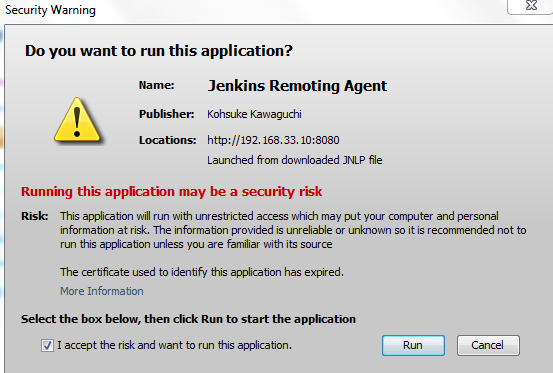 Security Warning
Do you want to run this application?
Name: Jenkins Remoting Agent
Publisher: Kohsuke Kawaguchi
Locations: http://192.168.33.10:8080
Launched from downloaded JNLP file
Running this application may be a security risk
Risk: This application will run with unrestricted access which may put your computer and personal
information at risk. The information provided is unreliable or unknown so it is recommended not to
run this application unless you are familiar with its source
The certificate used to identify this application has expired.
More Information
Select the box below, then click Run to start the application
I accept the risk and want to run this application. Run Cancel